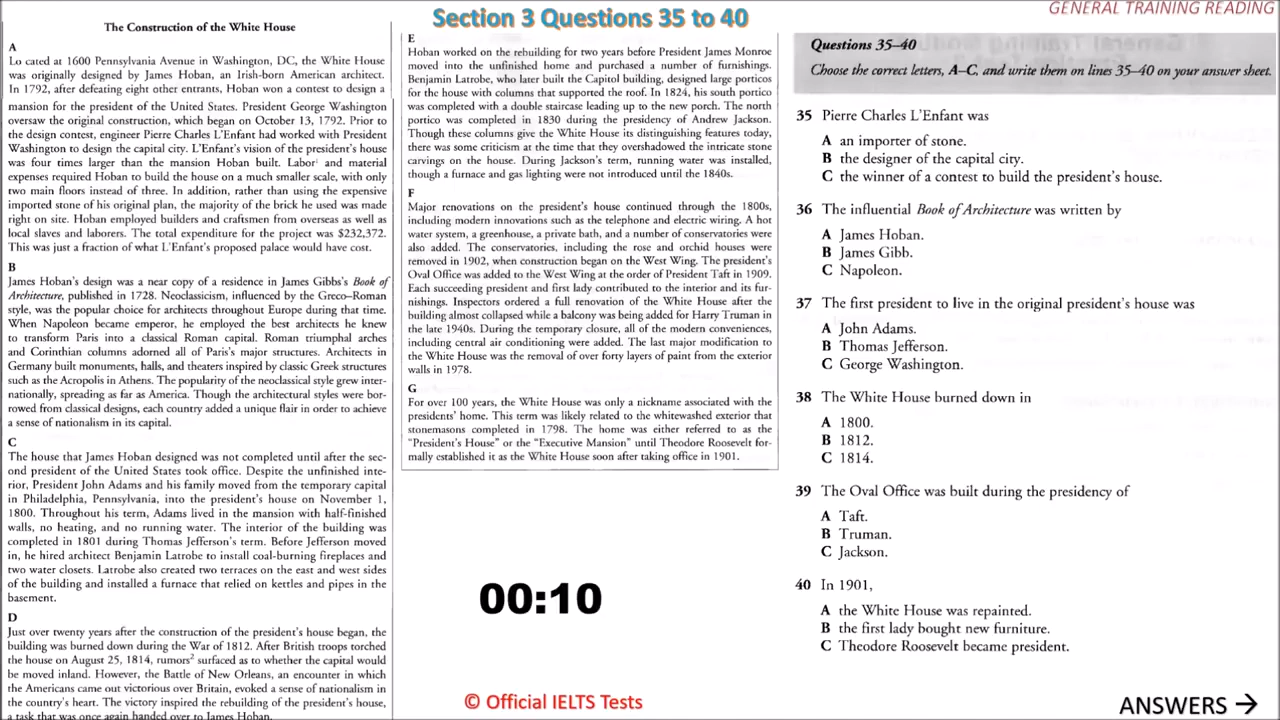 GENERAL TRAINING READING
Section 3 Questions 35 to 40
The Construction of the White House
A
Lo cated at 1600 Pennsylvania Avenue in Washington, DC, the White House
was originally designed by James Hoban, an Irish-born American architect.
In 1792, after defeating eight other entrants, Hoban won a contest to design a
mansion for the president of the United States. President George Washington
oversaw the original construction, which began on October 13, 1792. Prior to
the design contest, engineer Pierre Charles L'Enfant had worked with President
Washington to design the capital city. L'Enfant's vision of the president's house
was four times larger than the mansion Hoban built. Labor¹ and material
expenses required Hoban to build the house on a much smaller scale, with only
two main floors instead of three. In addition, rather than using the expensive
imported stone of his original plan, the majority of the brick he used was made
right on site. Hoban employed builders and craftsmen from overseas as well as
local slaves and laborers. The total expenditure for the project was $232,372.
This was just a fraction of what L'Enfant's proposed palace would have cost.
B
James Hoban's design was a near copy of a residence in James Gibbs's Book of
Architecture, published in 1728. Neoclassicism, influenced by the Greco–Roman
style, was the popular choice for architects throughout Europe during that time.
When Napoleon became emperor, he employed the best architects he knew
to transform Paris into a classical Roman capital. Roman triumphal arches
and Corinthian columns adorned all of Paris's major structures. Architects in
Germany built monuments, halls, and theaters inspired by classic Greek structures
such as the Acropolis in Athens. The popularity of the neoclassical style grew inter-
nationally, spreading as far as America. Though the architectural styles were bor-
rowed from classical designs, each country added a unique flair in order to achieve
a sense of nationalism in its capital.
C
The house that James Hoban designed was not completed until after the sec-
ond president of the United States took office. Despite the unfinished inte-
rior, President John Adams and his family moved from the temporary capital
in Philadelphia, Pennsylvania, into the president's house on November 1,
1800. Throughout his term, Adams lived in the mansion with half-finished
walls, no heating, and no running water. The interior of the building was
completed in 1801 during Thomas Jefferson's term. Before Jefferson moved
in, he hired architect Benjamin Latrobe to install coal-burning fireplaces and
two water closets. Latrobe also created two terraces on the east and west sides
of the building and installed a furnace that relied on kettles and pipes in the
basement.
D
Just over twenty years after the construction of the president's house began, the
building was burned down during the War of 1812. After British troops torched
the house on August 25, 1814, rumors² surfaced as to whether the capital would
be moved inland. However, the Battle of New Orleans, an encounter in which
the Americans came out victorious over Britain, evoked a sense of nationalism in
the country's heart. The victory inspired the rebuilding of the president's house,
a task that was once again handed over to James Hoban.
E
Hoban worked on the rebuilding for two years before President James Monroe
moved into the unfinished home and purchased a number of furnishings.
Benjamin Latrobe, who later built the Capitol building, designed large porticos
for the house with columns that supported the roof. In 1824, his south portico
was completed with a double staircase leading up to the new porch. The north
portico was completed in 1830 during the presidency of Andrew Jackson.
Though these columns give the White House its distinguishing features today,
there was some criticism at the time that they overshadowed the intricate stone
carvings on the house. During Jackson's term, running water was installed,
though a furnace and gas lighting were not introduced until the 1840s.
F
Major renovations on the president's house continued through the 1800s,
including modern innovations such as the telephone and electric wiring. A hot
water system, a greenhouse, a private bath, and a number of conservatories were
also added. The conservatories, including the rose and orchid houses were
removed in 1902, when construction began on the West Wing. The president's
Oval Office was added to the West Wing at the order of President Taft in 1909.
Each succeeding president and first lady contributed to the interior and its fur-
nishings. Inspectors ordered a full renovation of the White House after the
building almost collapsed while a balcony was being added for Harry Truman in
the late 1940s. During the temporary closure, all of the modern conveniences,
including central air conditioning were added. The last major modification to
the White House was the removal of over forty layers of paint from the exterior
walls in 1978.
G
For over 100 years, the White House was only a nickname associated with the
presidents' home. This term was likely related to the whitewashed exterior that
stonemasons completed in 1798. The home was either referred to as the
"President's House" or the "Executive Mansion" until Theodore Roosevelt for-
mally established it as the White House soon after taking office in 1901.
00:10
© Official IELTS Tests
Questions 35–40
Choose the correct letters, A–C, and write them on lines 35–40 on your answer sheet.
35 Pierre Charles L'Enfant was
A an importer of stone.
B the designer of the capital city.
C the winner of a contest to build the president's house.
36 The influential Book of Architecture was written by
A James Hoban.
B James Gibb.
C Napoleon.
37 The first president to live in the original president's house was
A John Adams.
B Thomas Jefferson.
C George Washington.
38 The White House burned down in
A 1800.
B 1812.
C 1814.
39 The Oval Office was built during the presidency of
A Taft.
B Truman.
C Jackson.
40 In 1901,
A the White House was repainted.
B the first lady bought new furniture.
C Theodore Roosevelt became president.
ANSWERS →